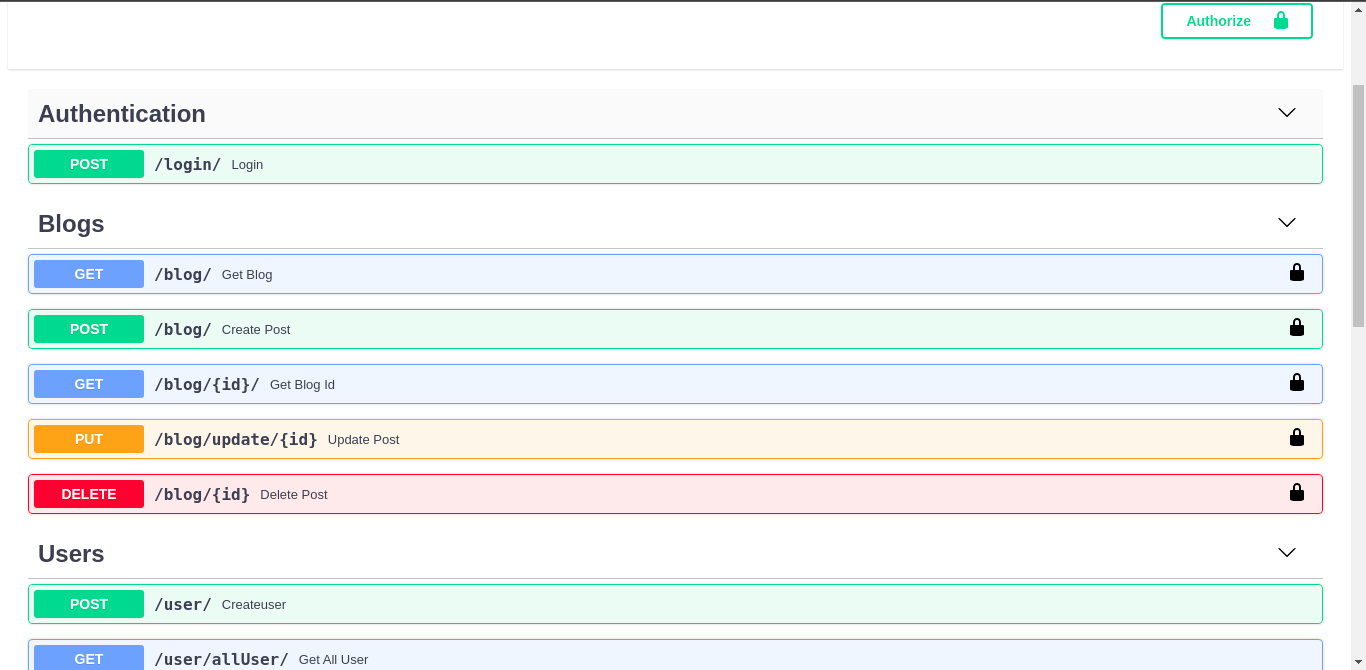 Authorize
Authentication
POST /login/ Login
Blogs
GET /blog/ Get Blog
POST /blog/ Create Post
GET /blog/{id}/ Get Blog Id
PUT /blog/update/{id} Update Post
DELETE /blog/{id} Delete Post
Users
POST /user/ Createuser
GET /user/allUser/ Get All User